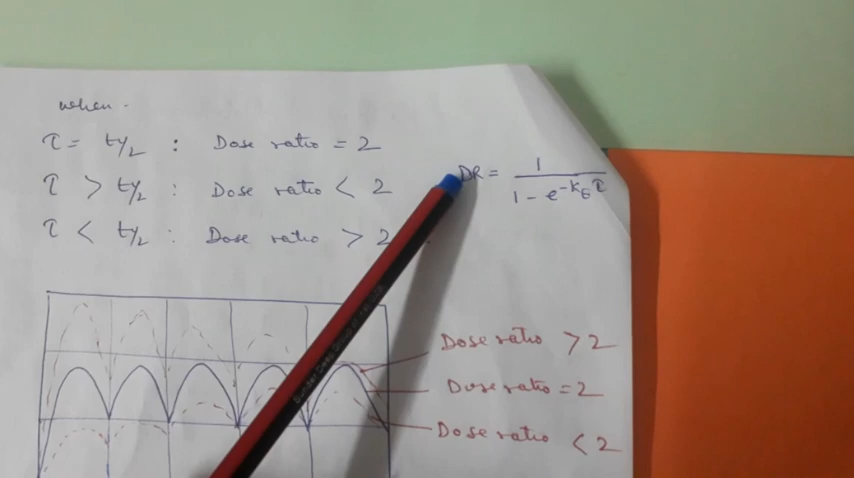 when.
τ = t1/2 : Dose ratio = 2
τ > t1/2 : Dose ratio < 2
τ < t1/2 : Dose ratio > 2
DR = 1 / (1 - e^-KE τ)
Dose ratio > 2
Dose ratio = 2
Dose ratio < 2